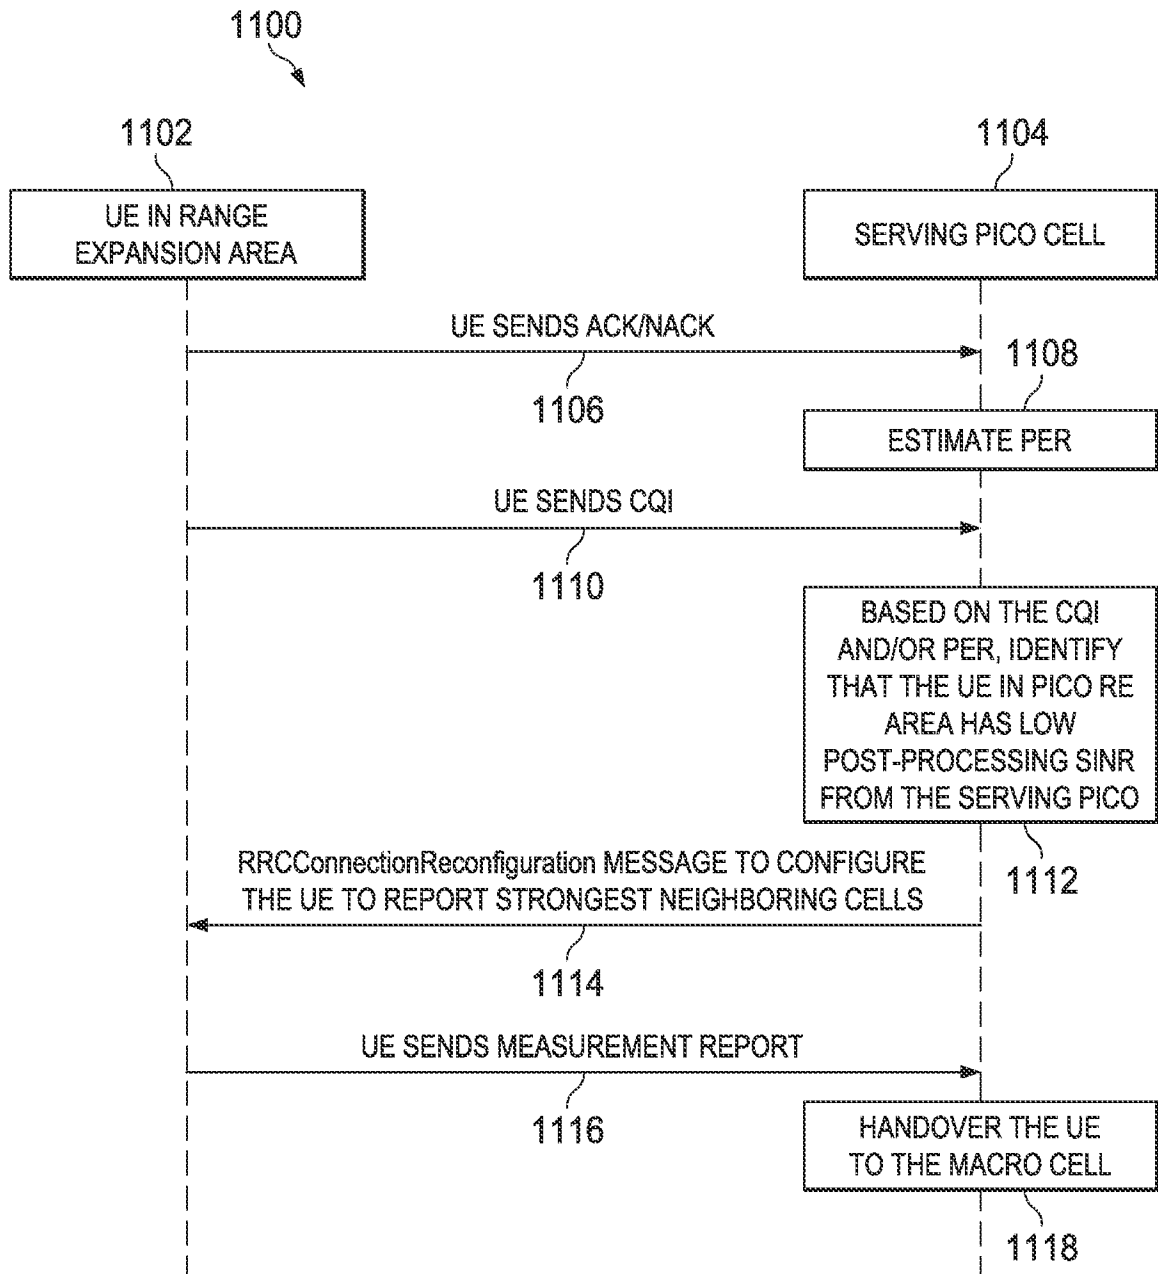 1100
1102
1104
UE IN RANGE
EXPANSION AREA
SERVING PICO CELL
UE SENDS ACK/NACK
1106
1108
ESTIMATE PER
UE SENDS CQI
1110
BASED ON THE CQI
AND/OR PER, IDENTIFY
THAT THE UE IN PICO RE
AREA HAS LOW
POST-PROCESSING SINR
FROM THE SERVING PICO
1112
RRCConnectionReconfiguration MESSAGE TO CONFIGURE
THE UE TO REPORT STRONGEST NEIGHBORING CELLS
1114
UE SENDS MEASUREMENT REPORT
1116
HANDOVER THE UE
TO THE MACRO CELL
1118